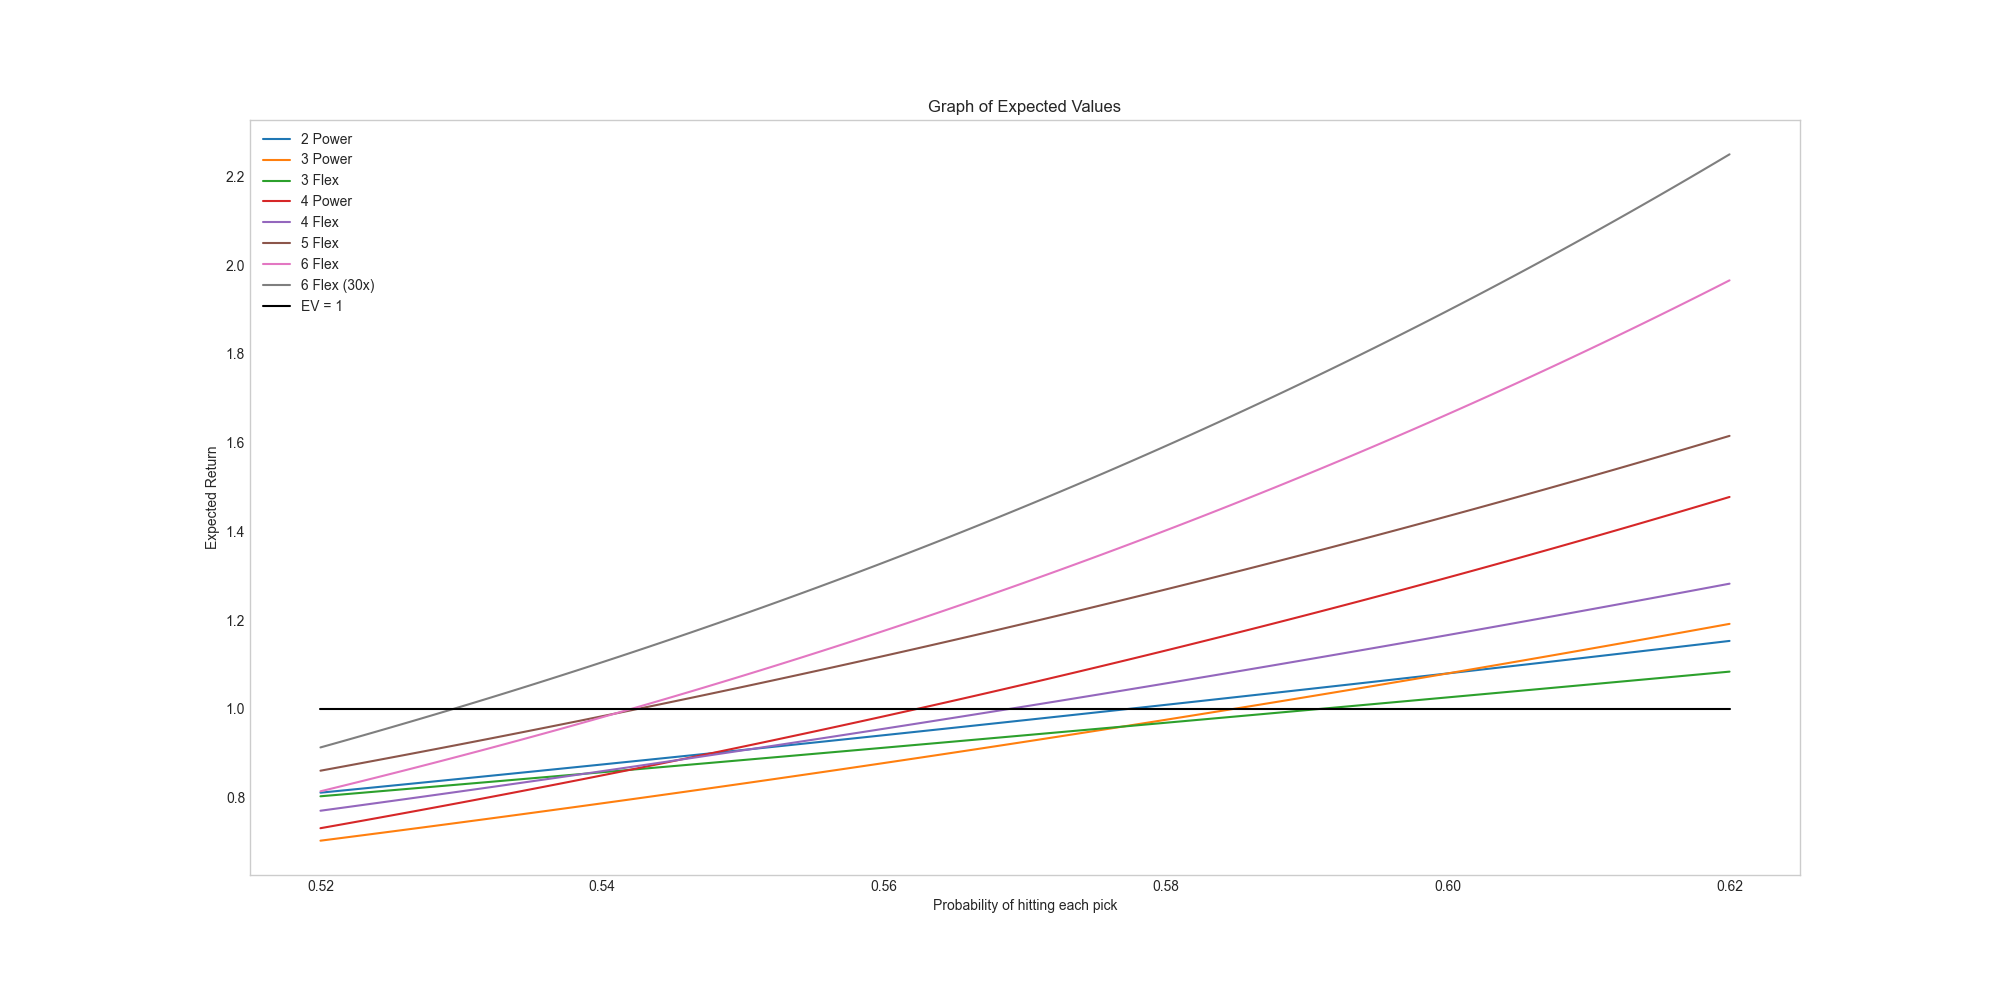 Graph of Expected Values
2 Power
3 Power
3 Flex
4 Power
4 Flex
5 Flex
6 Flex
6 Flex (30x)
EV = 1
2.2
2.0
1.8
1.6
1.4
1.2
1.0
0.8
Expected Return
0.52 0.54 0.56 0.58 0.60 0.62
Probability of hitting each pick